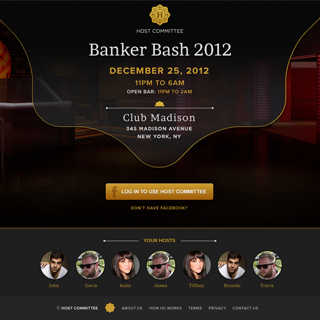 H
HOST COMMITTEE
Banker Bash 2012
DECEMBER 25, 2012
11PM TO 6AM
OPEN BAR: 11PM TO 2AM
Club Madison
345 MADISON AVENUE
NEW YORK, NY
f LOG IN TO USE HOST COMMITTEE
DON'T HAVE FACEBOOK?
YOUR HOSTS
John Gavin Katie James Tiffany Ricardo Travis
© HOST COMMITTEE ABOUT US HOW HC WORKS TERMS PRIVACY CONTACT US